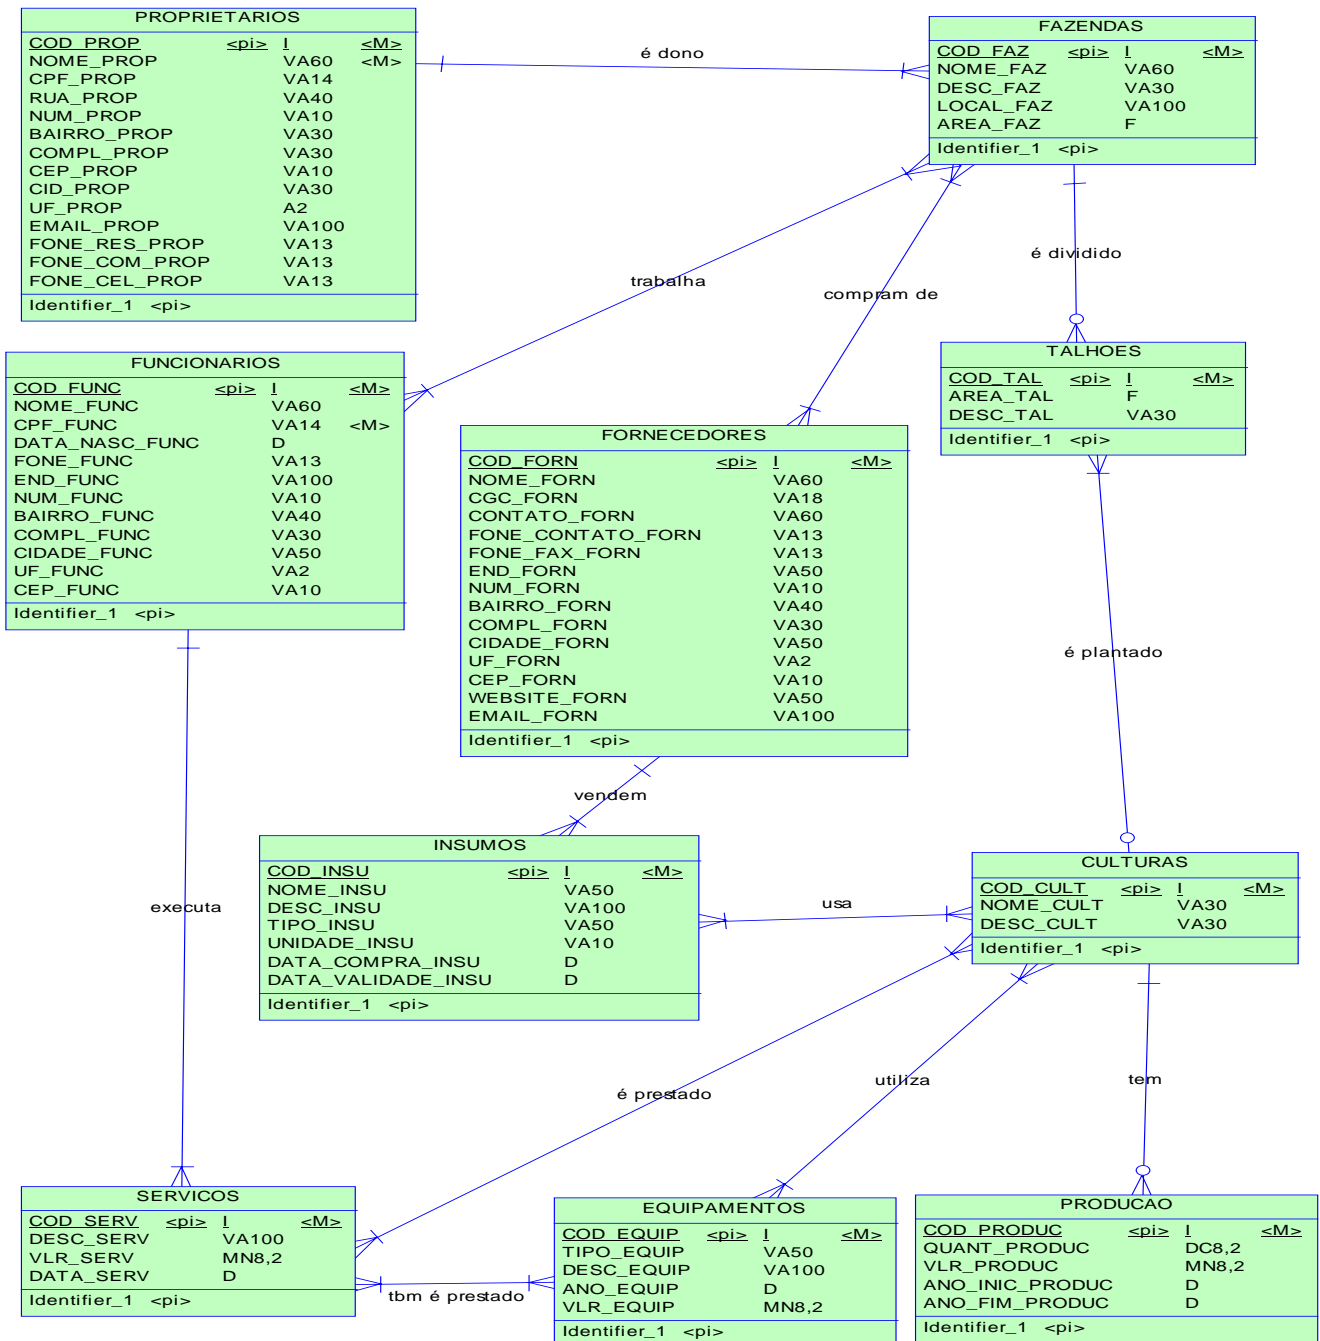 PROPRIETARIOS
COD_PROP <pi> I <M>
NOME_PROP VA60 <M>
CPF_PROP VA14
RUA_PROP VA40
NUM_PROP VA10
BAIRRO_PROP VA30
COMPL_PROP VA30
CEP_PROP VA10
CID_PROP VA30
UF_PROP A2
EMAIL_PROP VA100
FONE_RES_PROP VA13
FONE_COM_PROP VA13
FONE_CEL_PROP VA13
Identifier_1 <pi>
é dono
FAZENDAS
COD_FAZ <pi> I <M>
NOME_FAZ VA60
DESC_FAZ VA30
LOCAL_FAZ VA100
AREA_FAZ F
Identifier_1 <pi>
trabalha
compram de
é dividido
FUNCIONARIOS
COD_FUNC <pi> I <M>
NOME_FUNC VA60
CPF_FUNC VA14 <M>
DATA_NASC_FUNC D
FONE_FUNC VA13
END_FUNC VA100
NUM_FUNC VA10
BAIRRO_FUNC VA40
COMPL_FUNC VA30
CIDADE_FUNC VA50
UF_FUNC VA2
CEP_FUNC VA10
Identifier_1 <pi>
TALHOES
COD_TAL <pi> I <M>
AREA_TAL F
DESC_TAL VA30
Identifier_1 <pi>
FORNECEDORES
COD_FORN <pi> I <M>
NOME_FORN VA60
CGC_FORN VA18
CONTATO_FORN VA60
FONE_CONTATO_FORN VA13
FONE_FAX_FORN VA13
END_FORN VA50
NUM_FORN VA10
BAIRRO_FORN VA40
COMPL_FORN VA30
CIDADE_FORN VA50
UF_FORN VA2
CEP_FORN VA10
WEBSITE_FORN VA50
EMAIL_FORN VA100
Identifier_1 <pi>
é plantado
vendem
INSUMOS
COD_INSU <pi> I <M>
NOME_INSU VA50
DESC_INSU VA100
TIPO_INSU VA50
UNIDADE_INSU VA10
DATA_COMPRA_INSU D
DATA_VALIDADE_INSU D
Identifier_1 <pi>
executa
usa
CULTURAS
COD_CULT <pi> I <M>
NOME_CULT VA30
DESC_CULT VA30
Identifier_1 <pi>
é prestado
utiliza
tem
SERVICOS
COD_SERV <pi> I <M>
DESC_SERV VA100
VLR_SERV MN8,2
DATA_SERV D
Identifier_1 <pi>
tbm é prestado
EQUIPAMENTOS
COD_EQUIP <pi> I <M>
TIPO_EQUIP VA50
DESC_EQUIP VA100
ANO_EQUIP D
VLR_EQUIP MN8,2
Identifier_1 <pi>
PRODUCAO
COD_PRODUC <pi> I <M>
QUANT_PRODUC DC8,2
VLR_PRODUC MN8,2
ANO_INIC_PRODUC D
ANO_FIM_PRODUC D
Identifier_1 <pi>